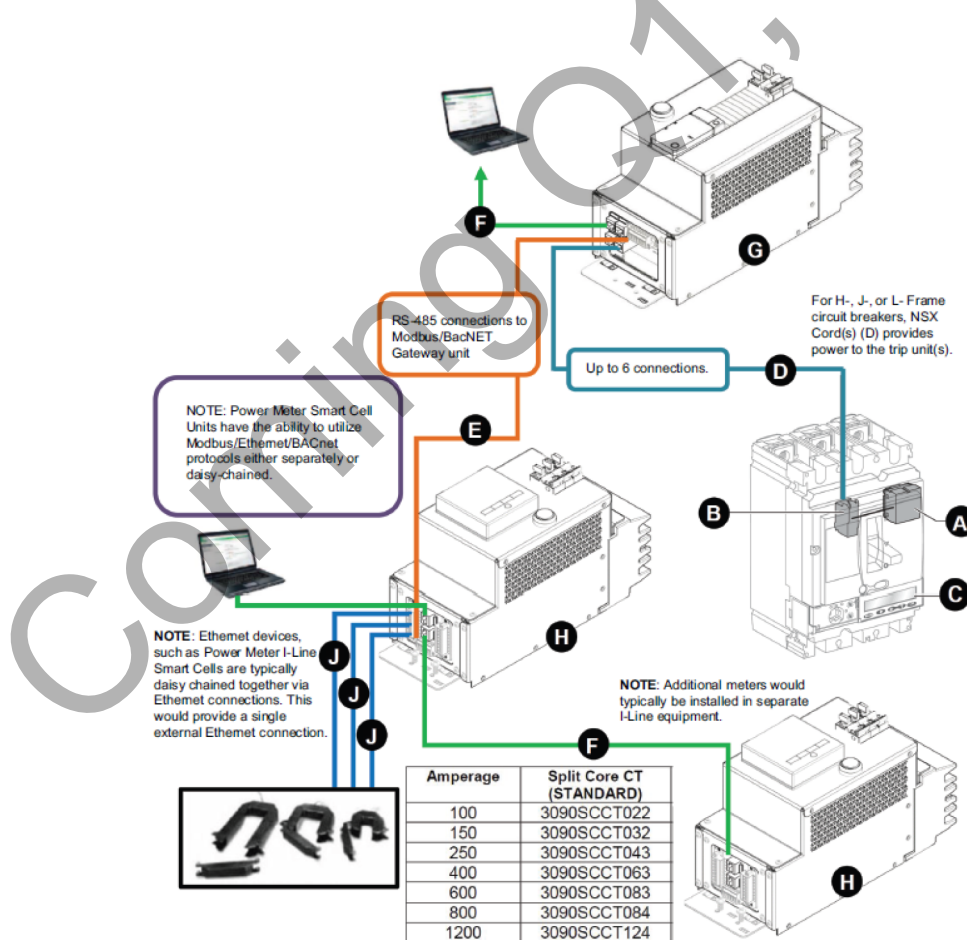 Coming Q1,
F
G
For H-, J-, or L- Frame
circuit breakers, NSX
Cord(s) (D) provides
power to the trip unit(s).
RS-485 connections to
Modbus/BacNET
Gateway unit
Up to 6 connections.
D
NOTE: Power Meter Smart Cell
Units have the ability to utilize
Modbus/Ethernet/BACnet
protocols either separately or
daisy-chained.
E
B
A
C
H
NOTE: Ethernet devices,
such as Power Meter I-Line
Smart Cells are typically
daisy chained together via
Ethernet connections. This
would provide a single
external Ethernet connection.
J
J
J
NOTE: Additional meters would
typically be installed in separate
I-Line equipment.
F
H
Amperage Split Core CT
(STANDARD)
100 3090SCCT022
150 3090SCCT032
250 3090SCCT043
400 3090SCCT063
600 3090SCCT083
800 3090SCCT084
1200 3090SCCT124